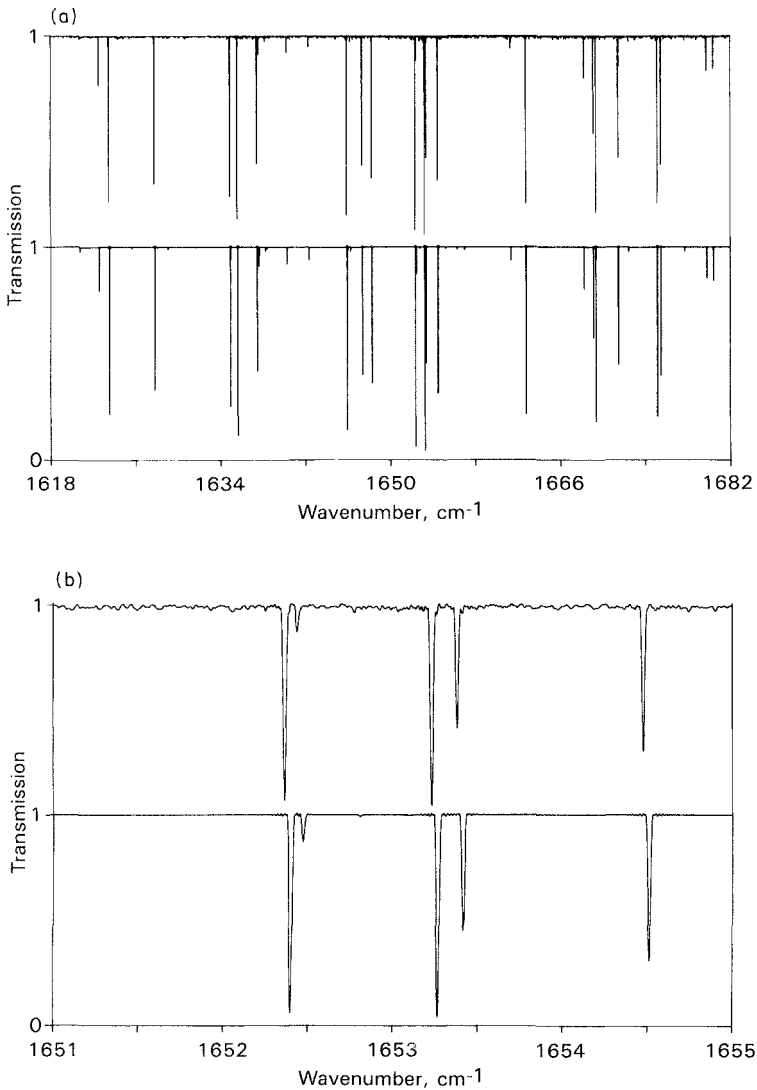 (a)
1
Transmission
1
0
1618 1634 1650 1666 1682
Wavenumber, cm-1
(b)
1
Transmission
1
0
1651 1652 1653 1654 1655
Wavenumber, cm-1